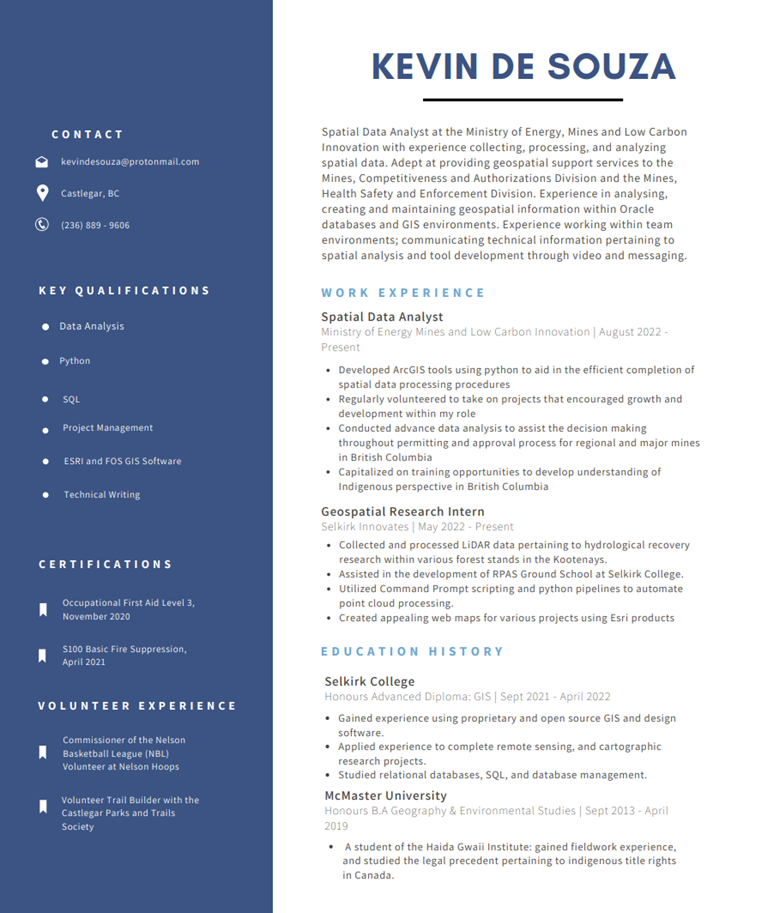 KEVIN DE SOUZA
CONTACT
kevindesouza@protonmail.com
Castlegar, BC
(236) 889 - 9606
KEY QUALIFICATIONS
Data Analysis
Python
SQL
Project Management
ESRI and FOS GIS Software
Technical Writing
CERTIFICATIONS
Occupational First Aid Level 3,
November 2020
S100 Basic Fire Suppression,
April 2021
VOLUNTEER EXPERIENCE
Commissioner of the Nelson
Basketball League (NBL)
Volunteer at Nelson Hoops
Volunteer Trail Builder with the
Castlegar Parks and Trails
Society
Spatial Data Analyst at the Ministry of Energy, Mines and Low Carbon
Innovation with experience collecting, processing, and analyzing
spatial data. Adept at providing geospatial support services to the
Mines, Competitiveness and Authorizations Division and the Mines,
Health Safety and Enforcement Division. Experience in analysing,
creating and maintaining geospatial information within Oracle
databases and GIS environments. Experience working within team
environments; communicating technical information pertaining to
spatial analysis and tool development through video and messaging.
WORK EXPERIENCE
Spatial Data Analyst
Ministry of Energy Mines and Low Carbon Innovation | August 2022 -
Present
• Developed ArcGIS tools using python to aid in the efficient completion of
spatial data processing procedures
• Regularly volunteered to take on projects that encouraged growth and
development within my role
• Conducted advance data analysis to assist the decision making
throughout permitting and approval process for regional and major mines
in British Columbia
• Capitalized on training opportunities to develop understanding of
Indigenous perspective in British Columbia
Geospatial Research Intern
Selkirk Innovates | May 2022 - Present
• Collected and processed LiDAR data pertaining to hydrological recovery
research within various forest stands in the Kootenays.
• Assisted in the development of RPAS Ground School at Selkirk College.
• Utilized Command Prompt scripting and python pipelines to automate
point cloud processing.
• Created appealing web maps for various projects using Esri products
EDUCATION HISTORY
Selkirk College
Honours Advanced Diploma: GIS | Sept 2021 - April 2022
• Gained experience using proprietary and open source GIS and design
software.
• Applied experience to complete remote sensing, and cartographic
research projects.
• Studied relational databases, SQL, and database management.
McMaster University
Honours B.A Geography & Environmental Studies | Sept 2013 - April
2019
• A student of the Haida Gwaii Institute: gained fieldwork experience,
and studied the legal precedent pertaining to indigenous title rights
in Canada.